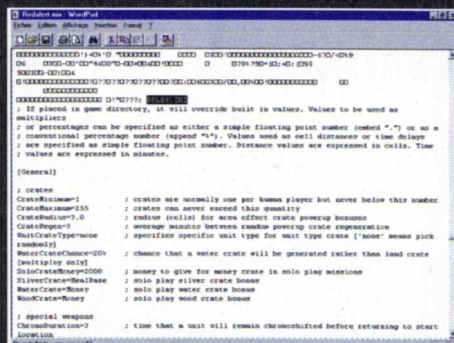 Redalert.mix - WordPad
Fichier Edition Affichage Insertion Format ?
RULES.INI
; If placed in game directory, it will override built in values. Values to be used as
multipliers
; or percentages can be specified as either a simple floating point number (embed ".") or as a
; conventional percentage number (append "%"). Values used as cell distances or time delays
; are specified as simple floating point number. Distance values are expressed in cells. Time
; values are expressed in minutes.
[General]
; crates
CrateMinimum=1 ; crates are normally one per human player but never below this number
CrateMaximum=255 ; crates can never exceed this quantity
CrateRadius=3.0 ; radius (cells) for area effect crate powerup bonuses
CrateRegen=3 ; average minutes between random powerup crate regeneration
UnitCrateType=none ; specifies specific unit type for unit type crate ['none' means pick
randomly]
WaterCrateChance=20% ; chance that a water crate will be generated rather than land crate
[multiplay only]
SoloCrateMoney=2000 ; money to give for money crate in solo play missions
SilverCrate=HealBase ; solo play silver crate bonus
WaterCrate=Money ; solo play water crate bonus
WoodCrate=Money ; solo play wood crate bonus
; special weapons
ChronoDuration=3 ; time that a unit will remain chronoshifted before returning to start
location